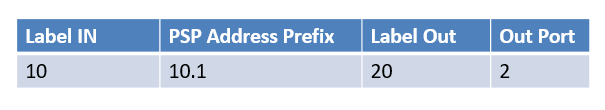 Label IN PSP Address Prefix Label Out Out Port
10 10.1 20 2